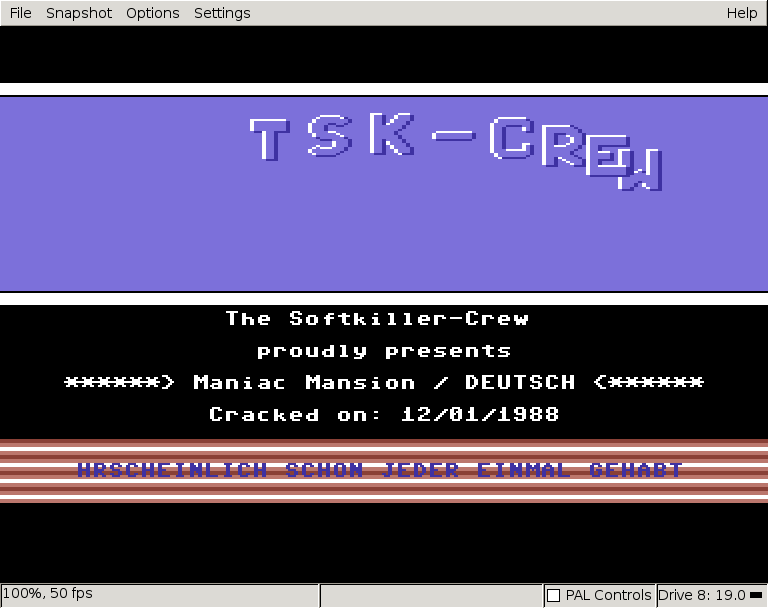 File Snapshot Options Settings Help
TSK-CREW
The Softkiller-Crew
proudly presents
******> Maniac Mansion / DEUTSCH <******
Cracked on: 12/01/1988
HRSCHEINLICH SCHON JEDER EINMAL GEHABT
100%, 50 fps PAL Controls Drive 8: 19.0